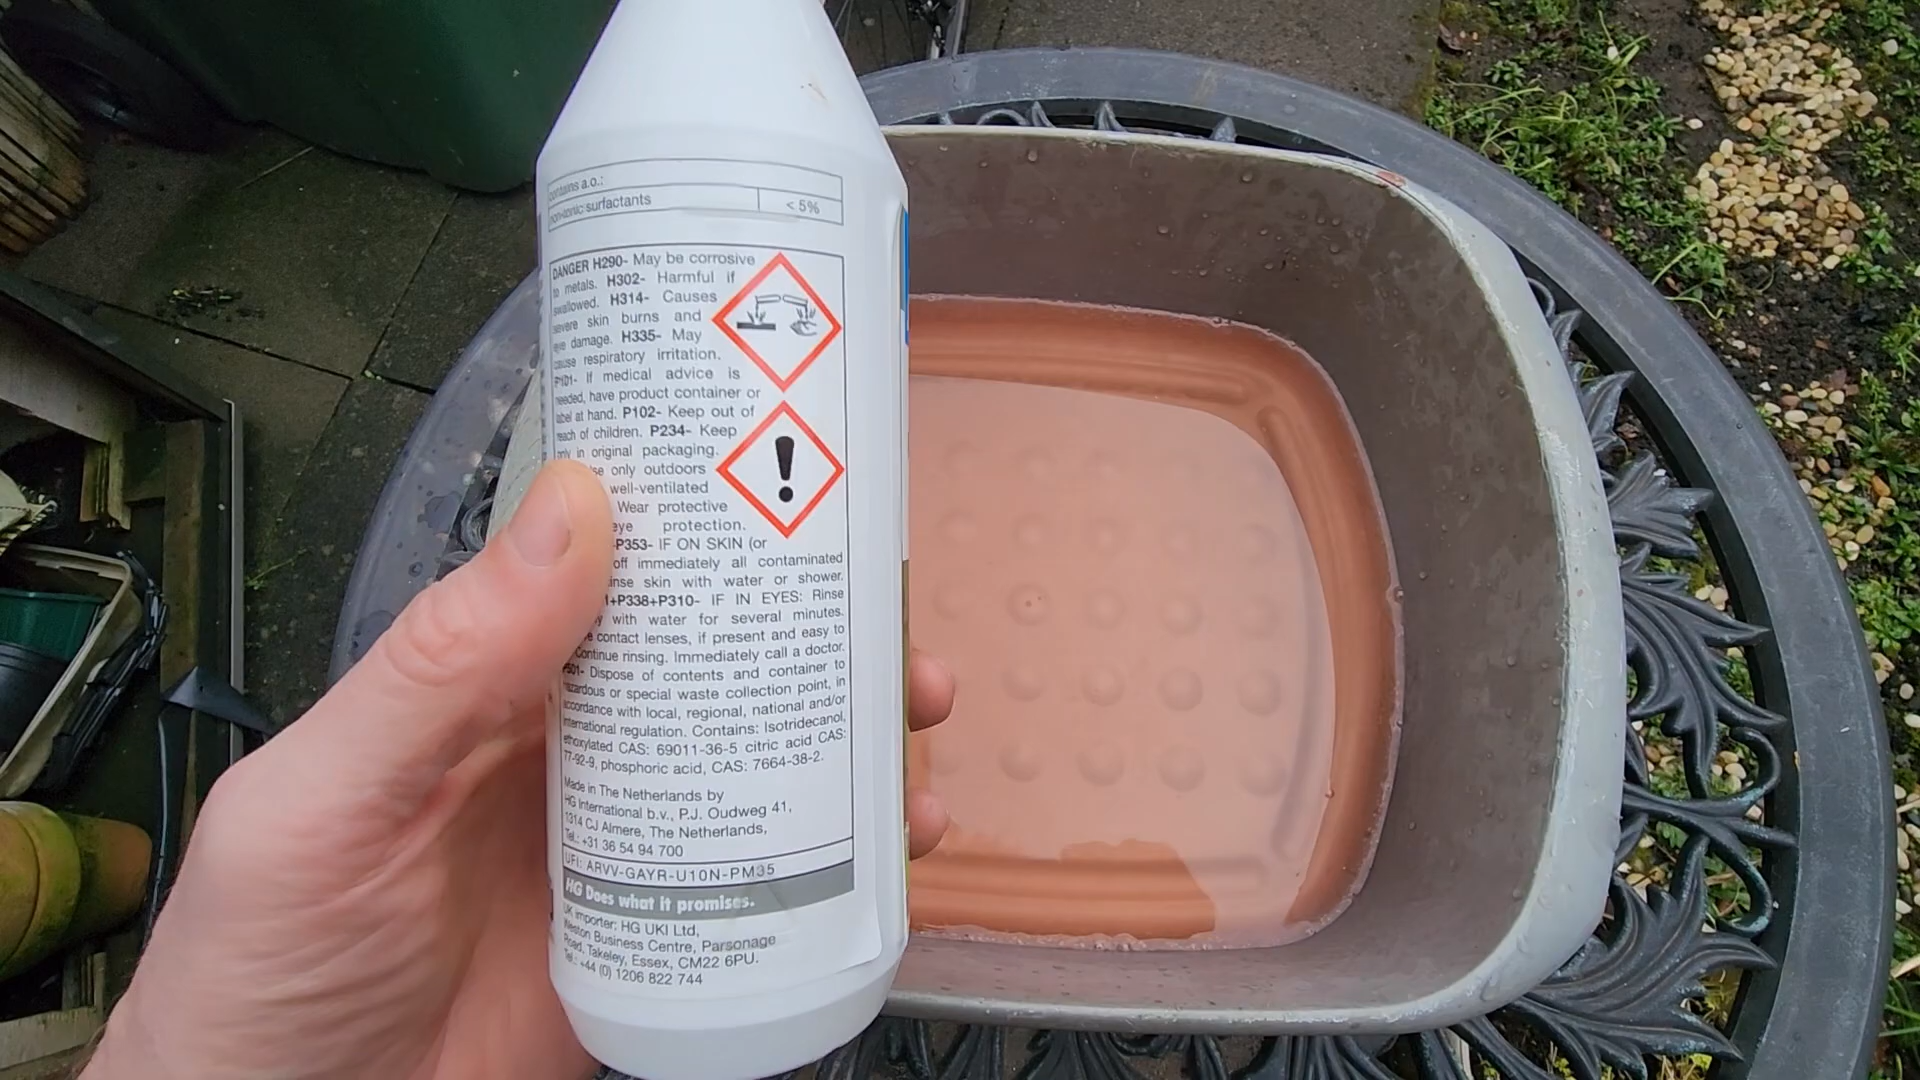 contains a.o.:
non-ionic surfactants < 5%
DANGER H290- May be corrosive
to metals. H302- Harmful if
swallowed. H314- Causes
severe skin burns and
eye damage. H335- May
cause respiratory irritation.
P101- If medical advice is
needed, have product container or
label at hand. P102- Keep out of
reach of children. P234- Keep
only in original packaging.
only outdoors
well-ventilated
Wear protective
eye protection.
-P353- IF ON SKIN (or
off immediately all contaminated
skin with water or shower.
+P338+P310- IF IN EYES: Rinse
with water for several minutes.
contact lenses, if present and easy to
Continue rinsing. Immediately call a doctor.
P501- Dispose of contents and container to
hazardous or special waste collection point, in
accordance with local, regional, national and/or
international regulation. Contains: Isotridecanol,
ethoxylated CAS: 69011-36-5 citric acid CAS:
77-92-9, phosphoric acid, CAS: 7664-38-2.
Made in The Netherlands by
HG International b.v., P.J. Oudweg 41,
1314 CJ Almere, The Netherlands,
Tel.: +31 36 54 94 700
UFI: ARVV-GAYR-U10N-PM35
HG Does what it promises.
UK importer: HG UKI Ltd,
Weston Business Centre, Parsonage
Road, Takeley, Essex, CM22 6PU.
Tel.: +44 (0) 1206 822 744